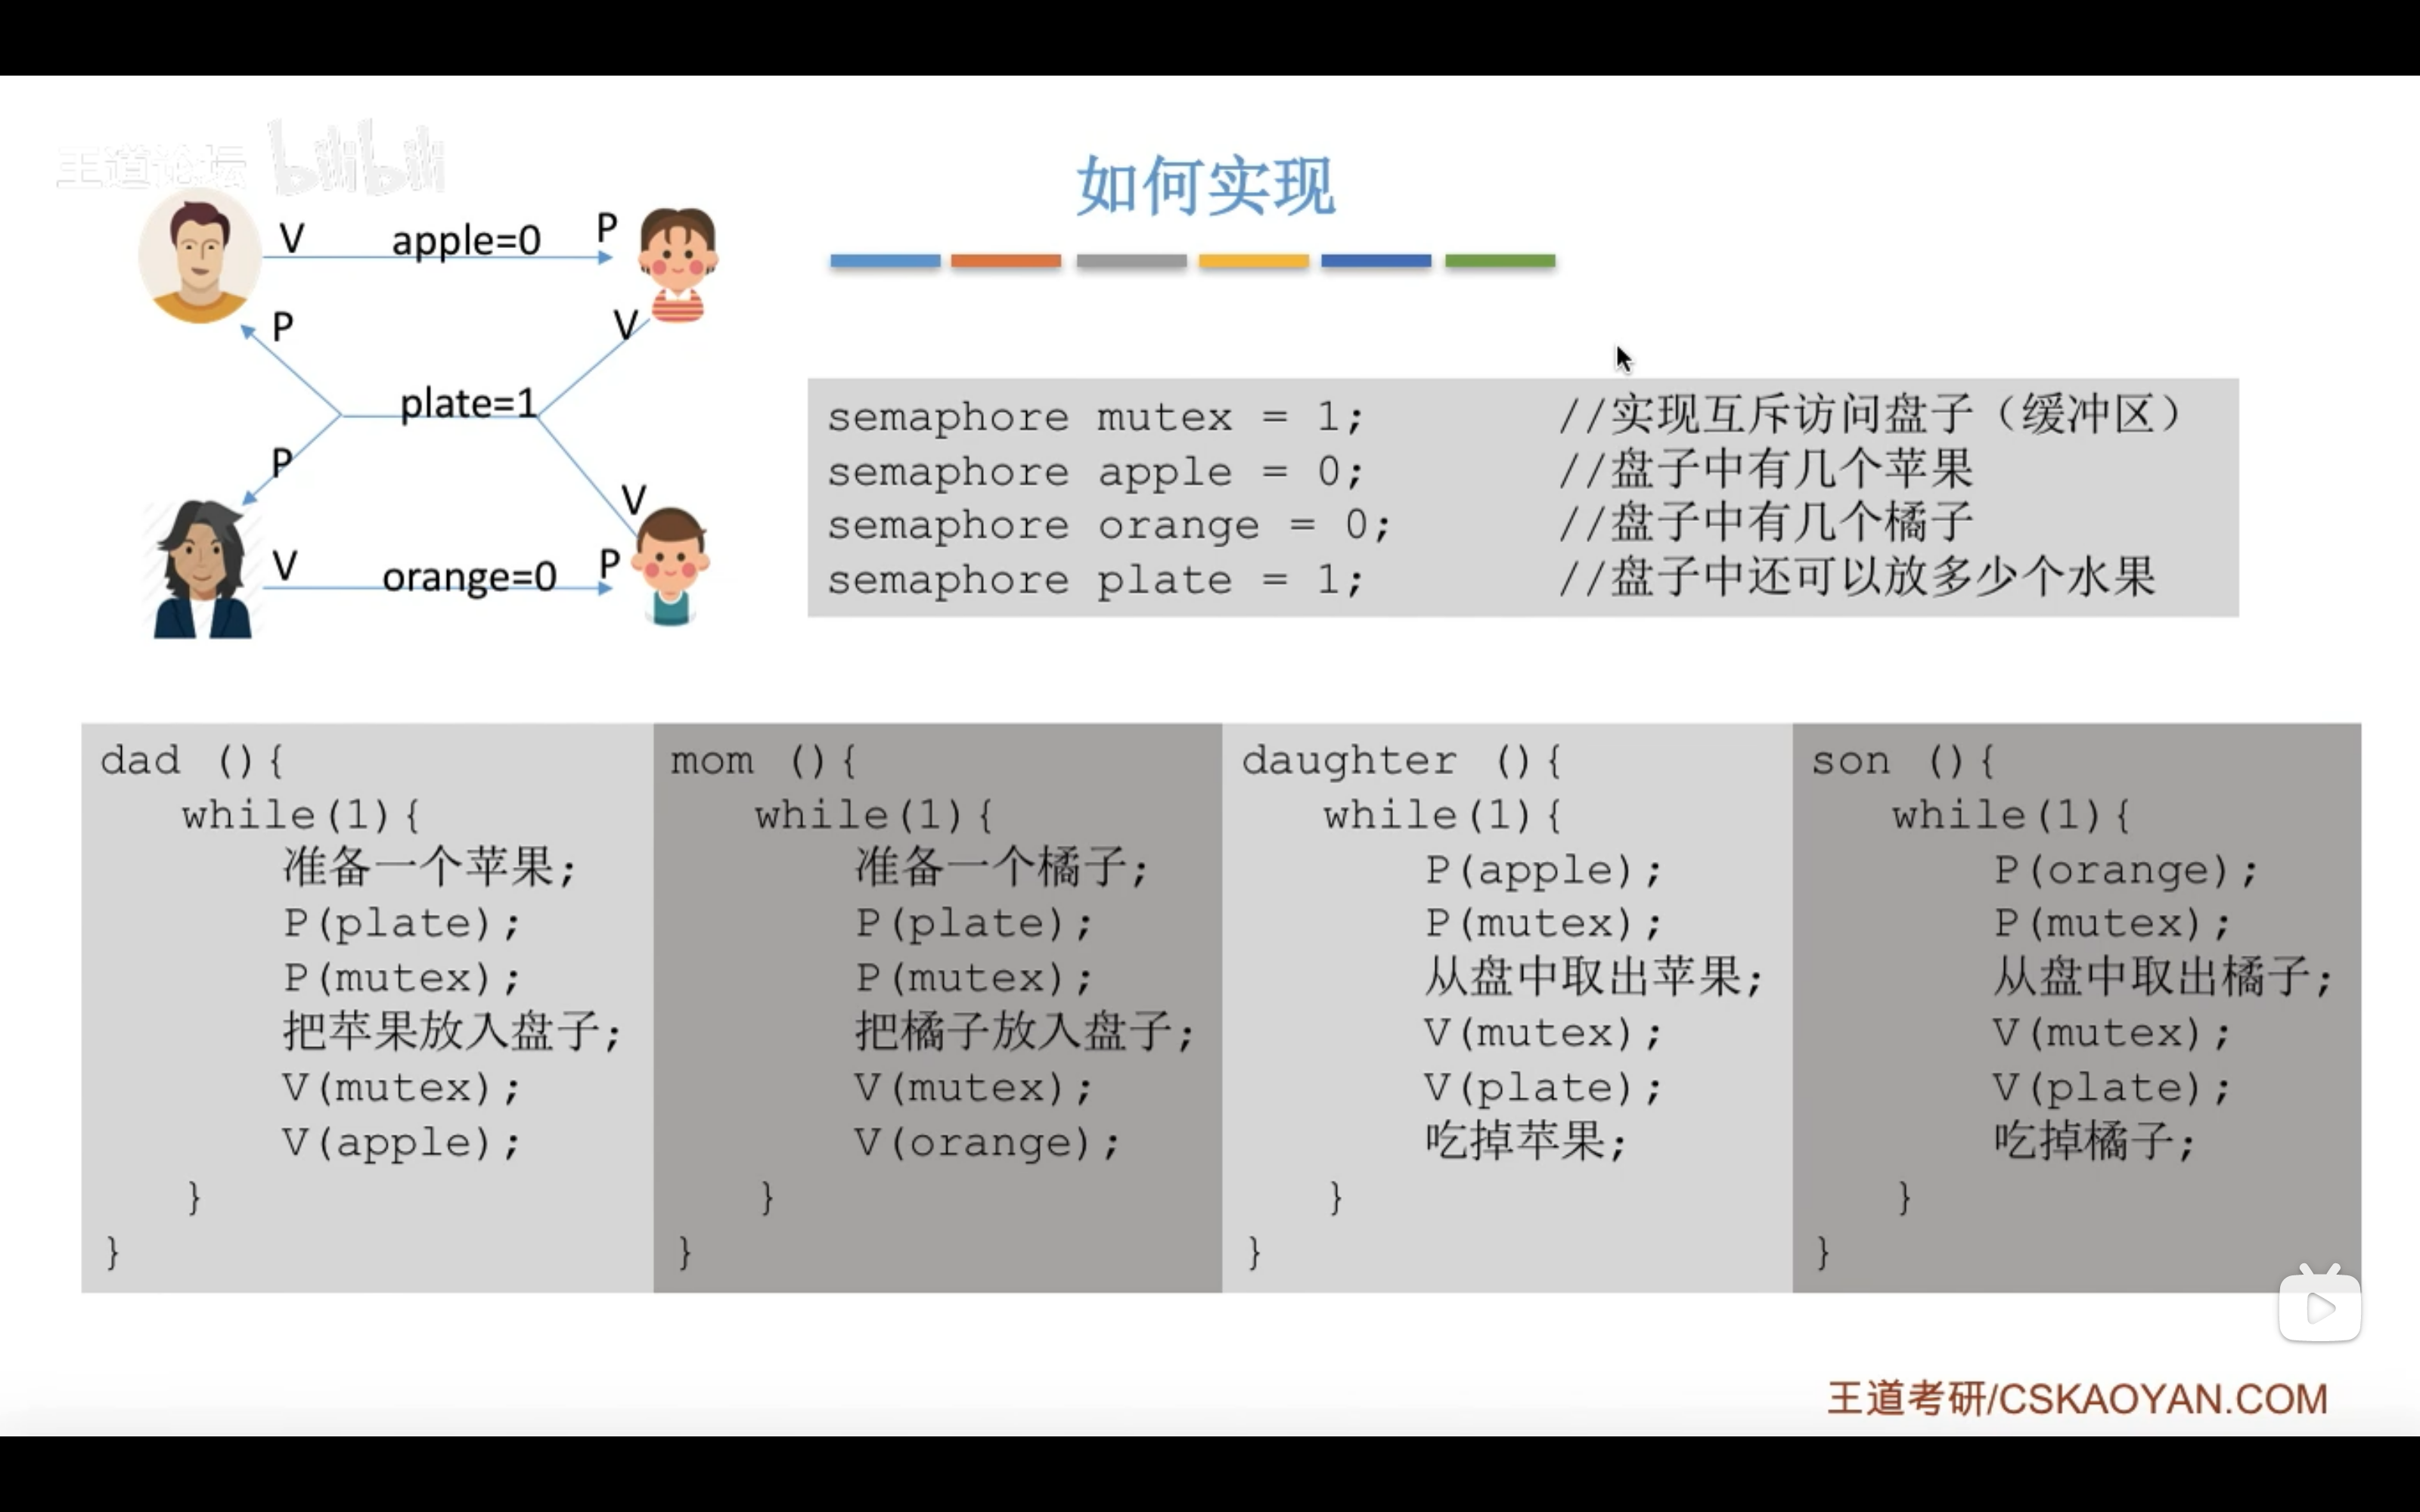 王道论坛 bilibili
如何实现
V apple=0 P
P V
plate=1
P V
V orange=0 P
semaphore mutex = 1; //实现互斥访问盘子（缓冲区）
semaphore apple = 0; //盘子中有几个苹果
semaphore orange = 0; //盘子中有几个橘子
semaphore plate = 1; //盘子中还可以放多少个水果
dad (){
while(1){
准备一个苹果;
P(plate);
P(mutex);
把苹果放入盘子;
V(mutex);
V(apple);
}
}
mom (){
while(1){
准备一个橘子;
P(plate);
P(mutex);
把橘子放入盘子;
V(mutex);
V(orange);
}
}
daughter (){
while(1){
P(apple);
P(mutex);
从盘中取出苹果;
V(mutex);
V(plate);
吃掉苹果;
}
}
son (){
while(1){
P(orange);
P(mutex);
从盘中取出橘子;
V(mutex);
V(plate);
吃掉橘子;
}
}
王道考研/CSKAOYAN.COM